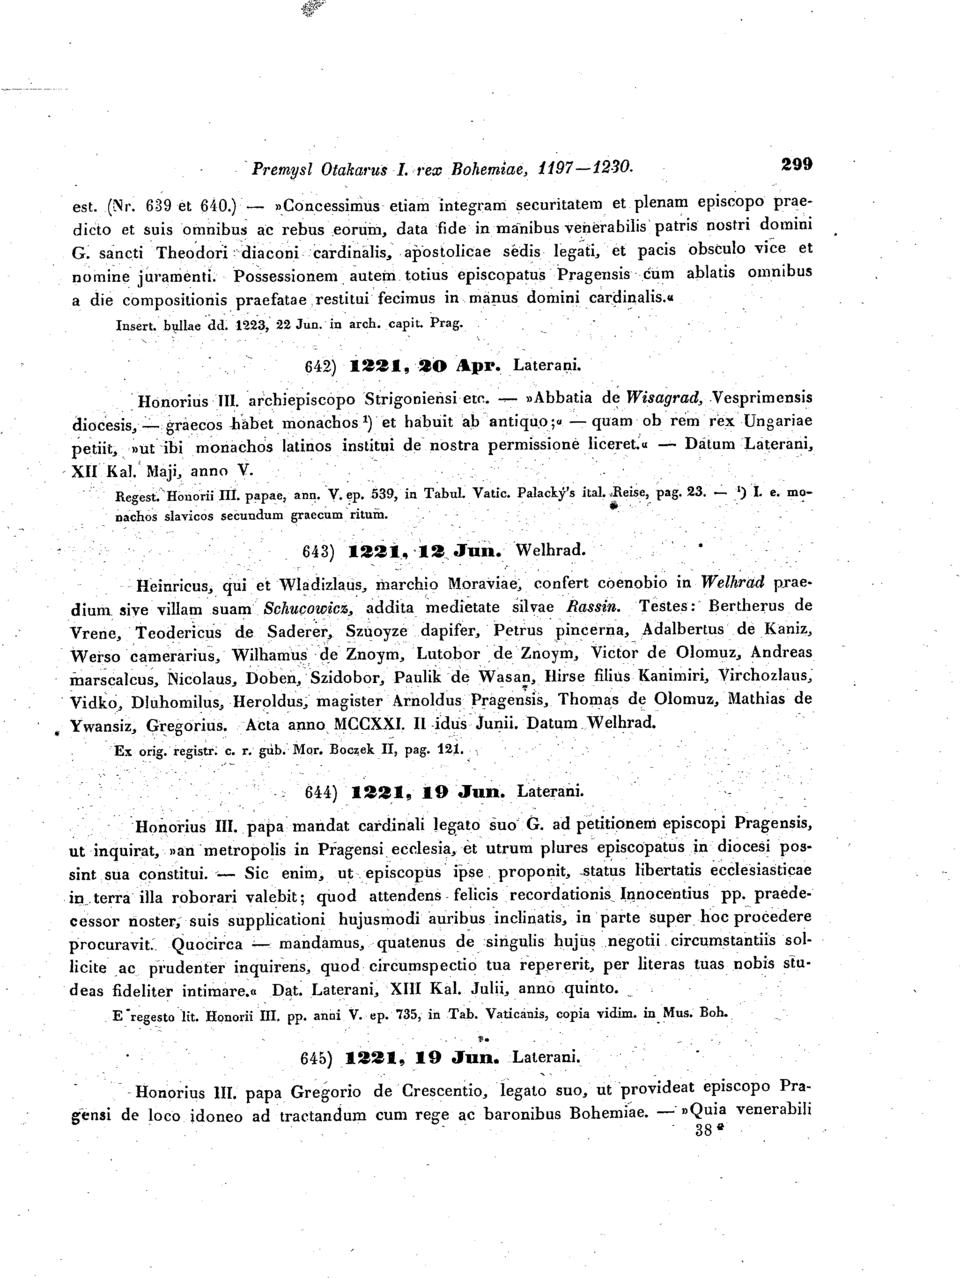 Premysl Otakarus I. rex Bohemiae, 1197—1230. 299
est. (Nr. 639 et 640.) — »Concessimus etiam integram securitatem et plenam episcopo prae-
dicto et suis omnibus ac rebus eorum, data fide in manibus venerabilis patris nostri domini
G. sancti Theodori diaconi cardinalis, apostolicae sedis legati, et pacis obsculo vice et
nomine juramenti. Possessionem autem totius episcopatus Pragensis cum ablatis omnibus
a die compositionis praefatae restitui fecimus in manus domini cardinalis.«
Insert. bullae dd. 1223, 22 Jun. in arch. capit. Prag.
642) 1221, 20 Apr. Laterani.
Honorius III. archiepiscopo Strigoniensi etc. — »Abbatia de Wisagrad, Vesprimensis
diocesis, — graecos habet monachos ¹) et habuit ab antiquo;« — quam ob rem rex Ungariae
petiit, »ut ibi monachos latinos institui de nostra permissione liceret.« — Datum Laterani,
XII Kal. Maji, anno V.
Regest. Honorii III. papae, ann. V. ep. 539, in Tabul. Vatic. Palacký's ital. Reise, pag. 23. — ¹) I. e. mo-
nachos slavicos secundum graecum ritum.
643) 1221, 12 Jun. Welhrad.
Heinricus, qui et Wladizlaus, marchio Moraviae, confert coenobio in Welhrad prae-
dium sive villam suam Schucowicz, addita medietate silvae Rassin. Testes: Bertherus de
Vrene, Teodericus de Saderer, Szuoyze dapifer, Petrus pincerna, Adalbertus de Kaniz,
Werso camerarius, Wilhamus de Znoym, Lutobor de Znoym, Victor de Olomuz, Andreas
marscalcus, Nicolaus, Doben, Szidobor, Paulik de Wasan, Hirse filius Kanimiri, Virchozlaus,
Vidko, Dluhomilus, Heroldus, magister Arnoldus Pragensis, Thomas de Olomuz, Mathias de
Ywansiz, Gregorius. Acta anno MCCXXI. II idus Junii. Datum Welhrad.
Ex orig. registr. c. r. gub. Mor. Boczek II, pag. 121.
644) 1221, 19 Jun. Laterani.
Honorius III. papa mandat cardinali legato suo G. ad petitionem episcopi Pragensis,
ut inquirat, »an metropolis in Pragensi ecclesia, et utrum plures episcopatus in diocesi pos-
sint sua constitui. — Sic enim, ut episcopus ipse proponit, status libertatis ecclesiasticae
in terra illa roborari valebit; quod attendens felicis recordationis Innocentius pp. praede-
cessor noster, suis supplicationi hujusmodi auribus inclinatis, in parte super hoc procedere
procuravit. Quocirca — mandamus, quatenus de singulis hujus negotii circumstantiis sol-
licite ac prudenter inquirens, quod circumspectio tua repererit, per literas tuas nobis stu-
deas fideliter intimare.« Dat. Laterani, XIII Kal. Julii, anno quinto.
E regesto lit. Honorii III. pp. anni V. ep. 735, in Tab. Vaticanis, copia vidim. in Mus. Boh.
645) 1221, 19 Jun. Laterani.
Honorius III. papa Gregorio de Crescentio, legato suo, ut provideat episcopo Pra-
gensi de loco idoneo ad tractandum cum rege ac baronibus Bohemiae. — »Quia venerabili
38*